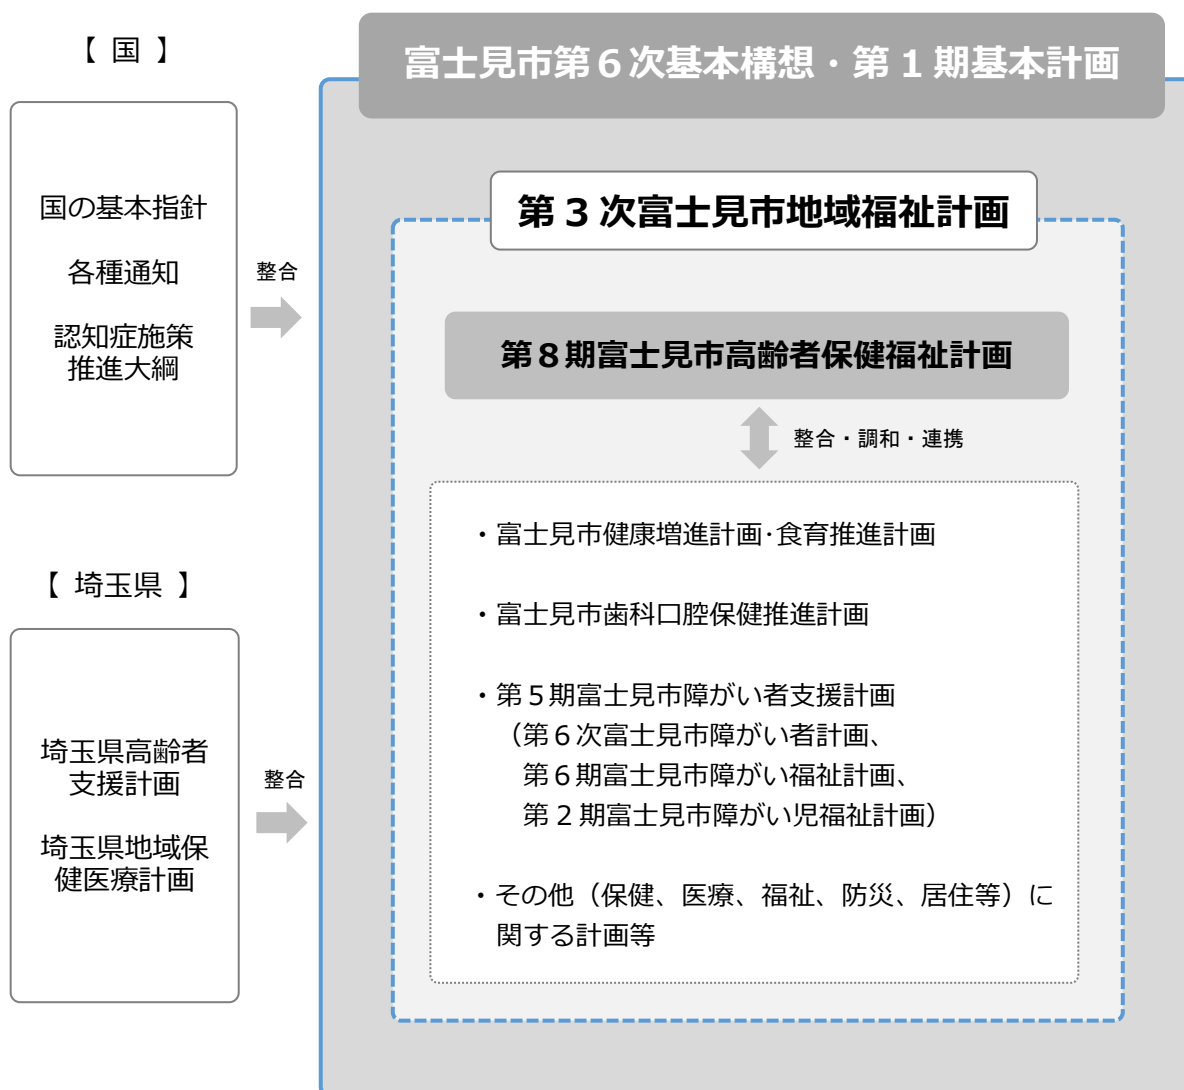 【 国 】
国の基本指針
各種通知
認知症施策
推進大綱
整合
【 埼玉県 】
埼玉県高齢者
支援計画
埼玉県地域保
健医療計画
整合
富士見市第６次基本構想・第１期基本計画
第３次富士見市地域福祉計画
第８期富士見市高齢者保健福祉計画
整合・調和・連携
・富士見市健康増進計画･食育推進計画
・富士見市歯科口腔保健推進計画
・第５期富士見市障がい者支援計画
（第６次富士見市障がい者計画、
第６期富士見市障がい福祉計画、
第２期富士見市障がい児福祉計画）
・その他（保健、医療、福祉、防災、居住等）に
関する計画等